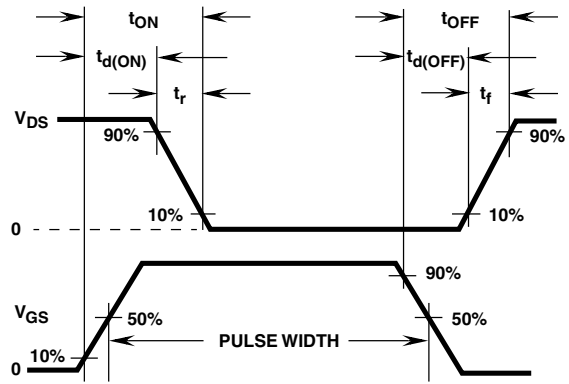 tON tOFF
td(ON) td(OFF)
tr tf
VDS
90% 90%
10% 10%
0
90%
VGS
50% PULSE WIDTH 50%
10%
0